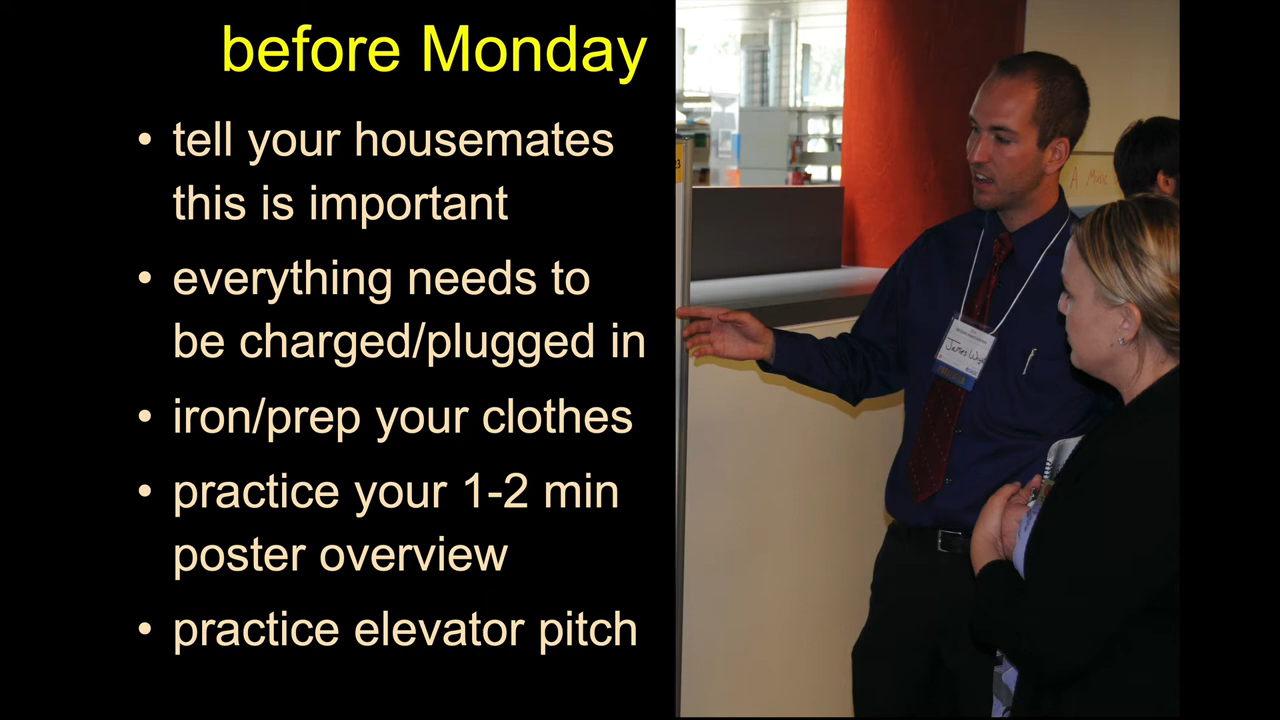 before Monday
• tell your housemates
this is important
• everything needs to
be charged/plugged in
• iron/prep your clothes
• practice your 1-2 min
poster overview
• practice elevator pitch
James